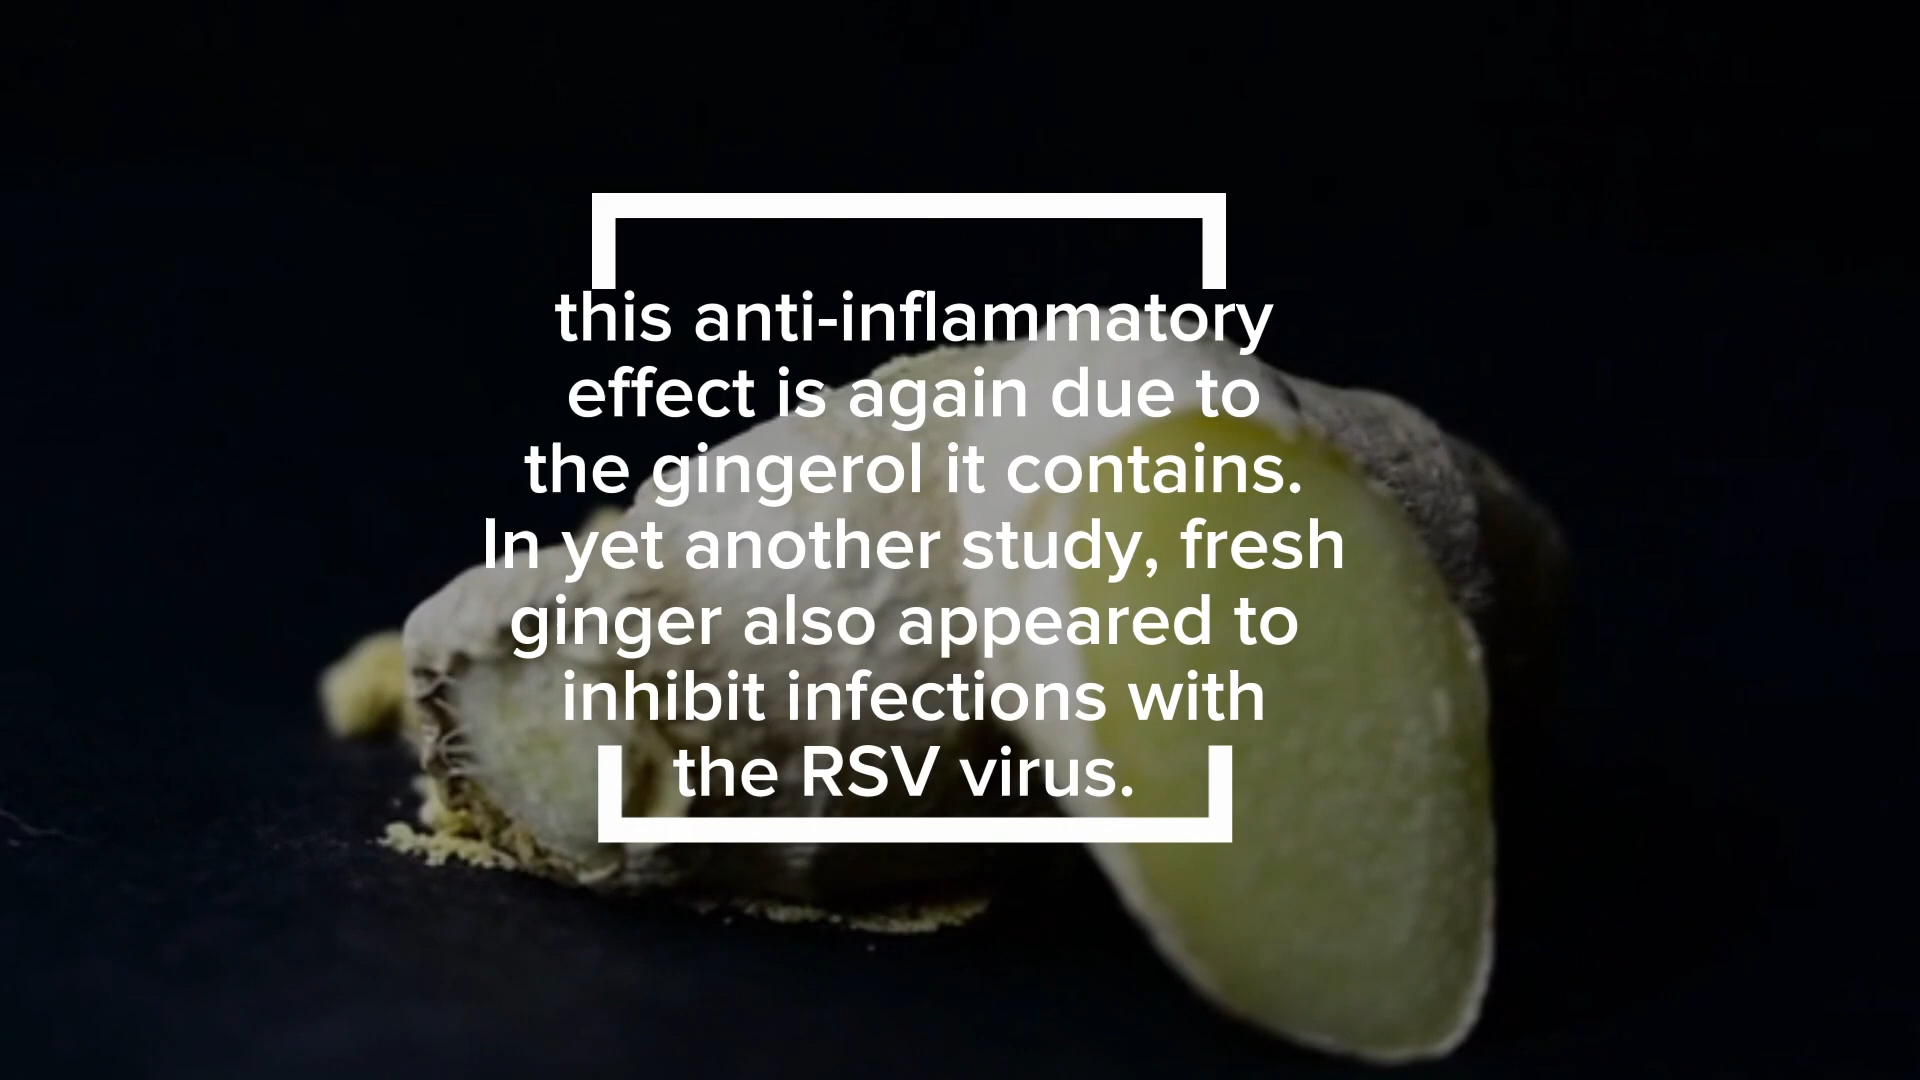 this anti-inflammatory
effect is again due to
the gingerol it contains.
In yet another study, fresh
ginger also appeared to
inhibit infections with
the RSV virus.